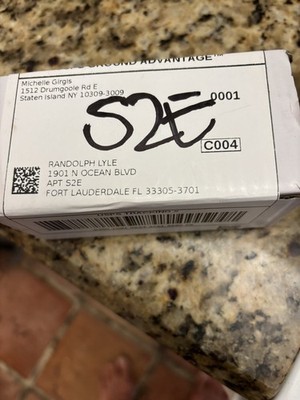 GROUND ADVANTAGE™
Michelle Girgis
1512 Drumgoole Rd E
Staten Island NY 10309-3009
0001
S2E
C004
RANDOLPH LYLE
1901 N OCEAN BLVD
APT S2E
FORT LAUDERDALE FL 33305-3701